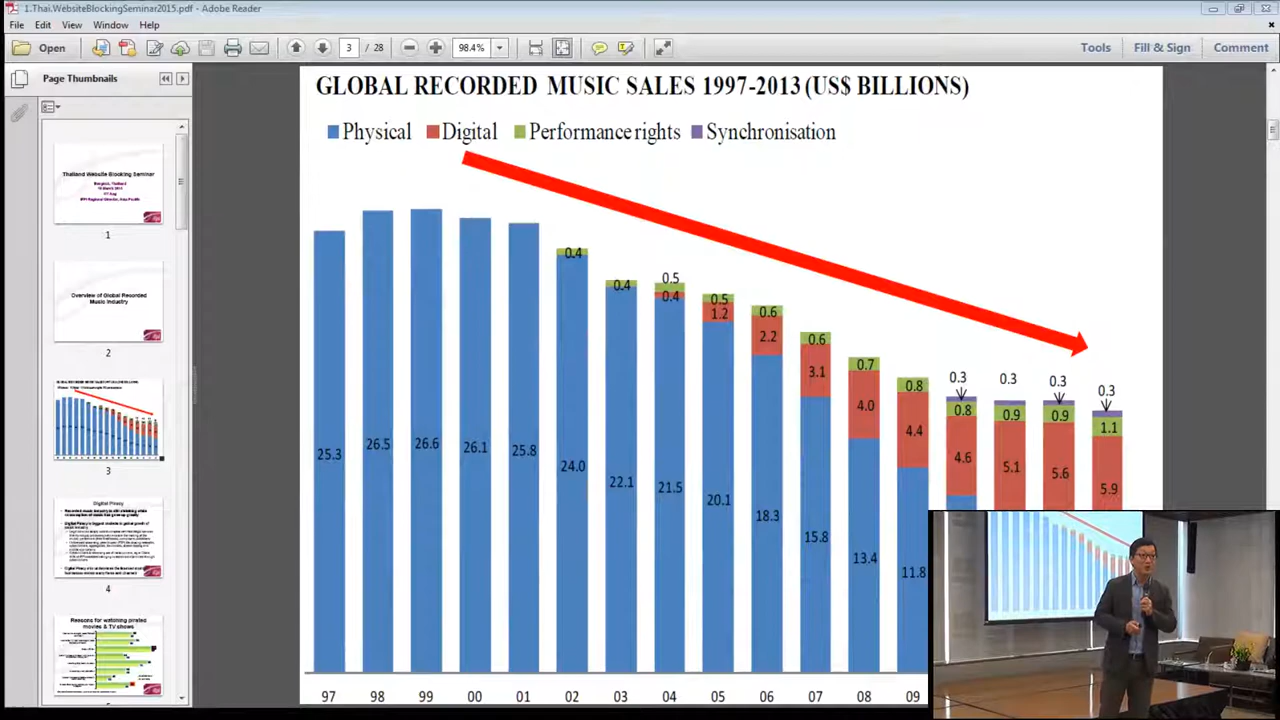 1.Thai.WebsiteBlockingSeminar2015.pdf - Adobe Reader
File Edit View Window Help
Open 3 / 28 98.4% Tools Fill & Sign Comment
Page Thumbnails
Thailand Website Blocking Seminar
Bangkok, Thailand
1
Overview of Global Recorded
Music Industry
2
3
Digital Piracy
4
Reasons for watching pirated
movies & TV shows
GLOBAL RECORDED MUSIC SALES 1997-2013 (US$ BILLIONS)
Physical Digital Performance rights Synchronisation
0.4
0.4
0.5
0.4
0.5
1.2
0.6
2.2
0.6
3.1
0.7
4.0
0.8
4.4
0.3 0.3 0.3 0.3
0.8 0.9 0.9 1.1
4.6 5.1 5.6 5.9
25.3 26.5 26.6 26.1 25.8 24.0 22.1 21.5 20.1 18.3 15.8 13.4 11.8
97 98 99 00 01 02 03 04 05 06 07 08 09